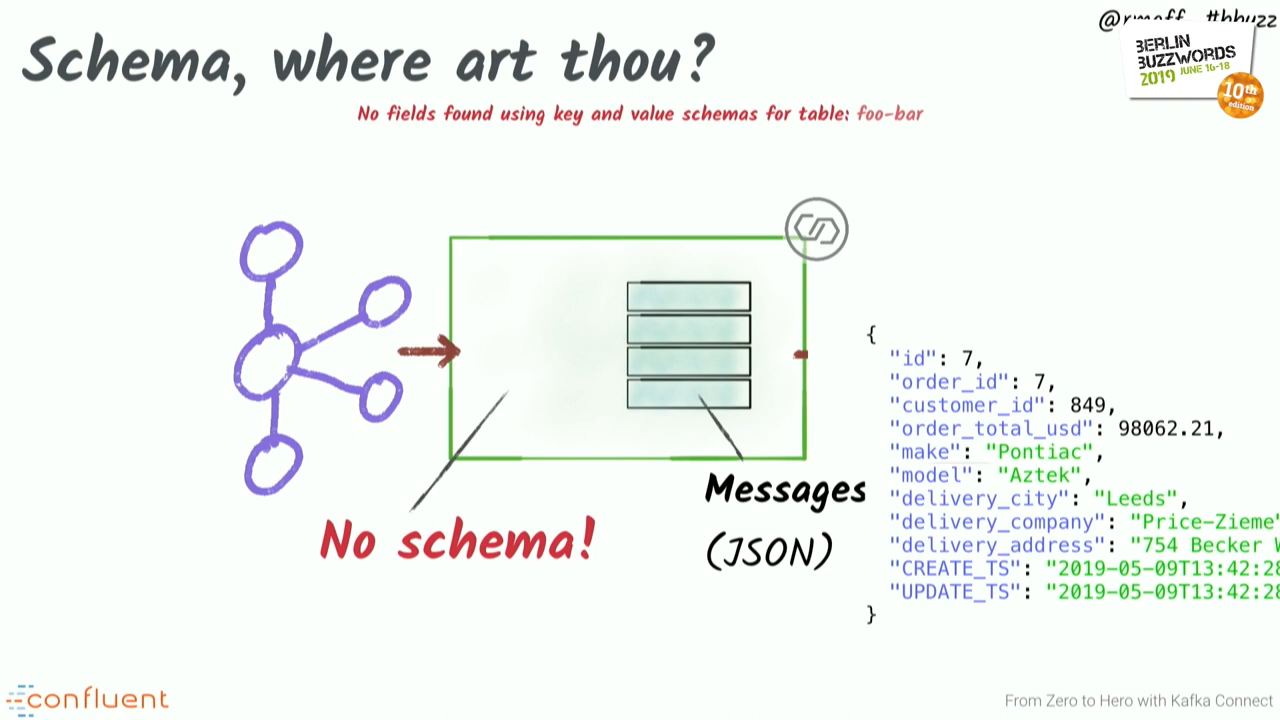 @rmoff #bbuzz
Schema, where art thou?
BERLIN
BUZZWORDS
2019 JUNE 16-18
10th
edition
No fields found using key and value schemas for table: foo-bar
{
"id": 7,
"order_id": 7,
"customer_id": 849,
"order_total_usd": 98062.21,
"make": "Pontiac",
"model": "Aztek",
"delivery_city": "Leeds",
"delivery_company": "Price-Zieme"
"delivery_address": "754 Becker
"CREATE_TS": "2019-05-09T13:42:28
"UPDATE_TS": "2019-05-09T13:42:28
}
Messages
(JSON)
No schema!
confluent
From Zero to Hero with Kafka Connect